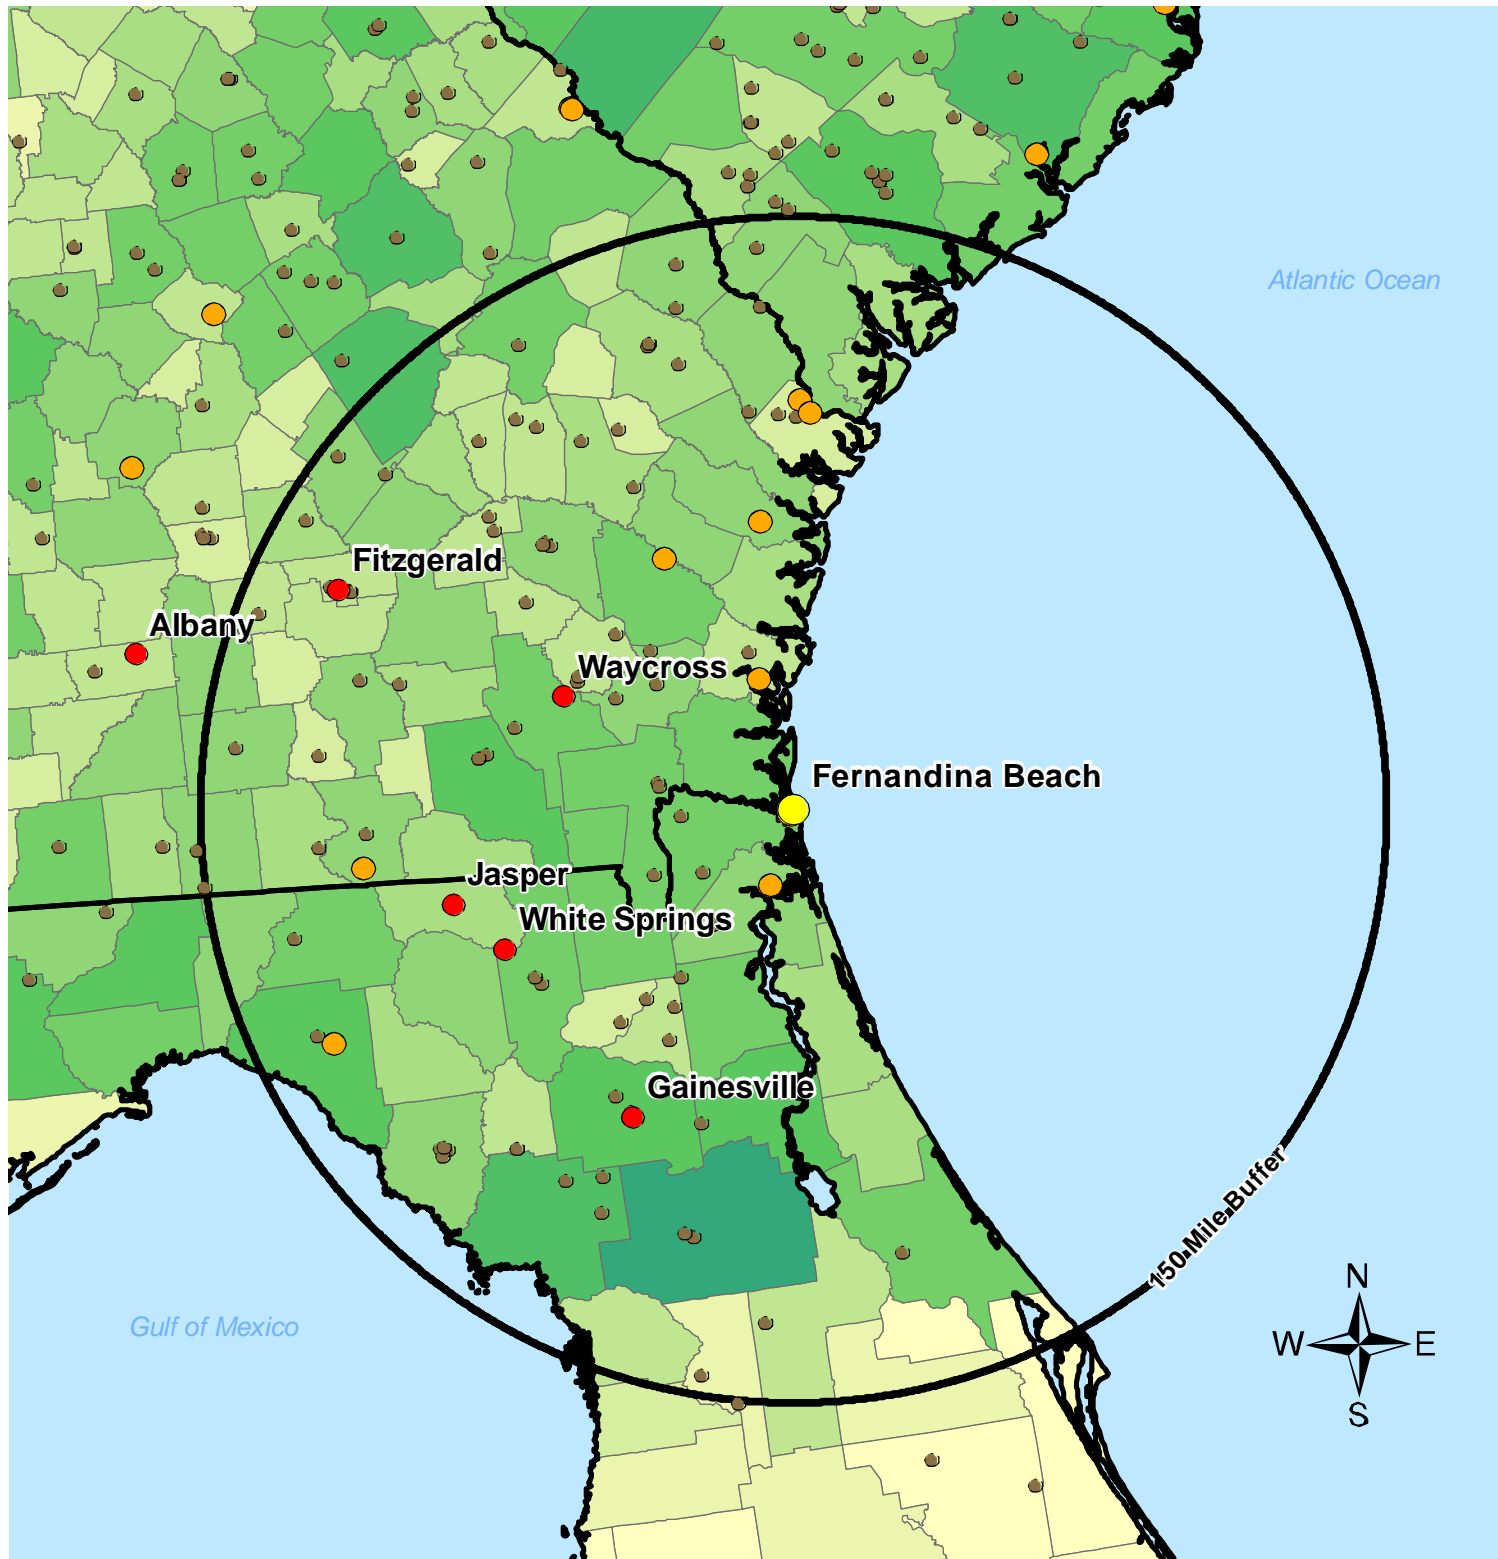 Atlantic Ocean
Fitzgerald
Albany
Waycross
Fernandina Beach
Jasper
White Springs
Gainesville
150 Mile Buffer
Gulf of Mexico
N
W
E
S